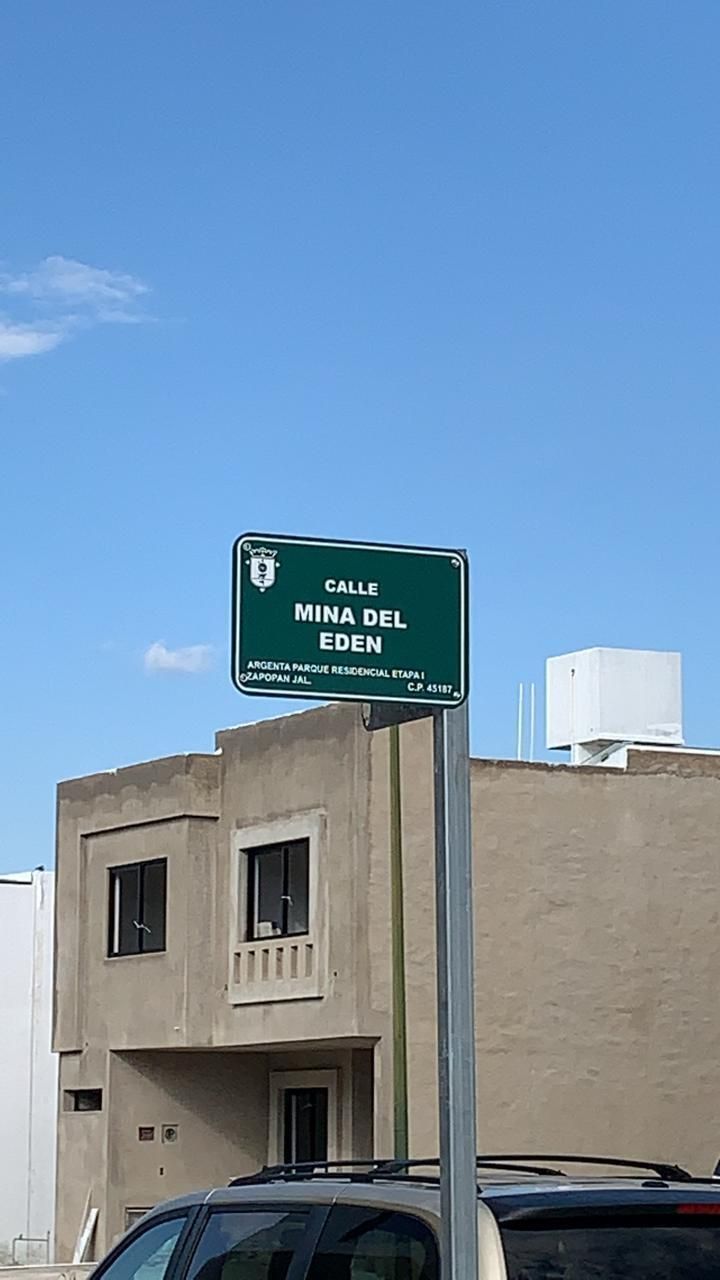 CALLE
MINA DEL
EDEN
ARGENTA PARQUE RESIDENCIAL ETAPA I
ZAPOPAN JAL.
C.P. 45187